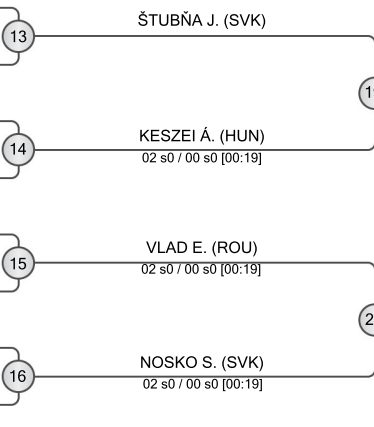 ŠTUBŇA J. (SVK)
13
KESZEI Á. (HUN)
14
02 s0 / 00 s0 [00:19]
VLAD E. (ROU)
15
02 s0 / 00 s0 [00:19]
NOSKO S. (SVK)
16
02 s0 / 00 s0 [00:19]